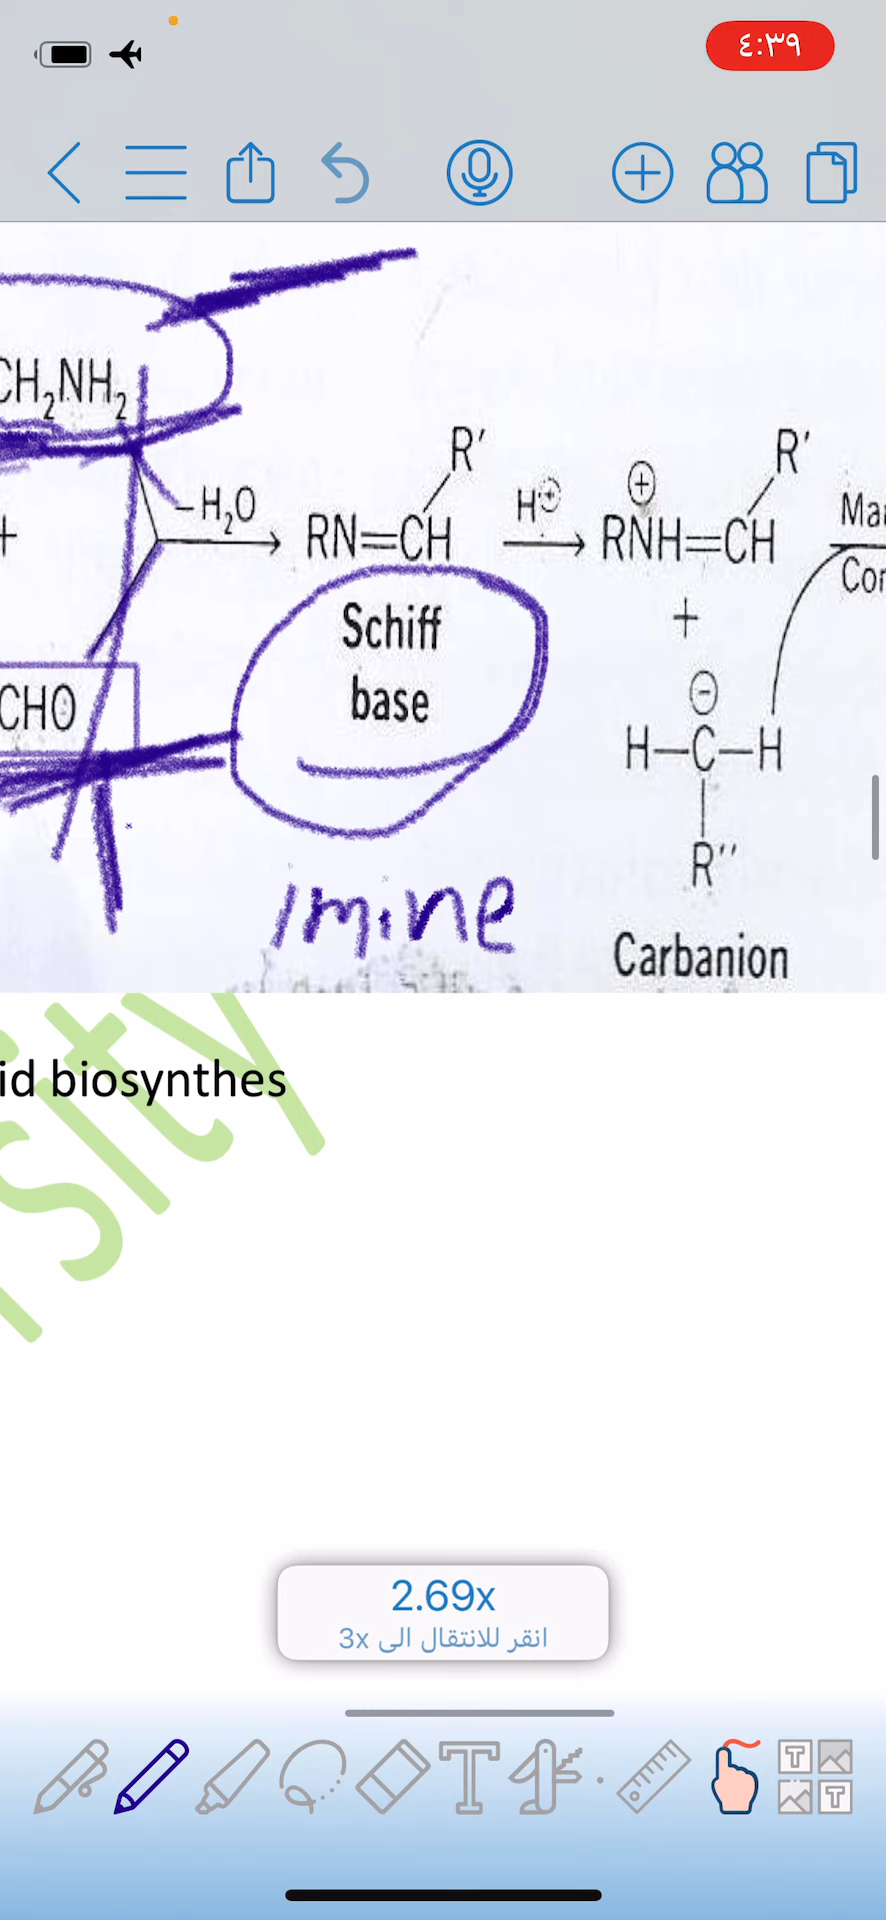 ٤:٣٩
CH₂NH₂
R'
R'
–H₂O
H⊕
⊕
RN=CH
RNH=CH
+
Schiff
base
+
CHO
⊖
H–C–H
R''
imine
Carbanion
id biosynthes
sity
2.69x
انقر للانتقال الى 3x